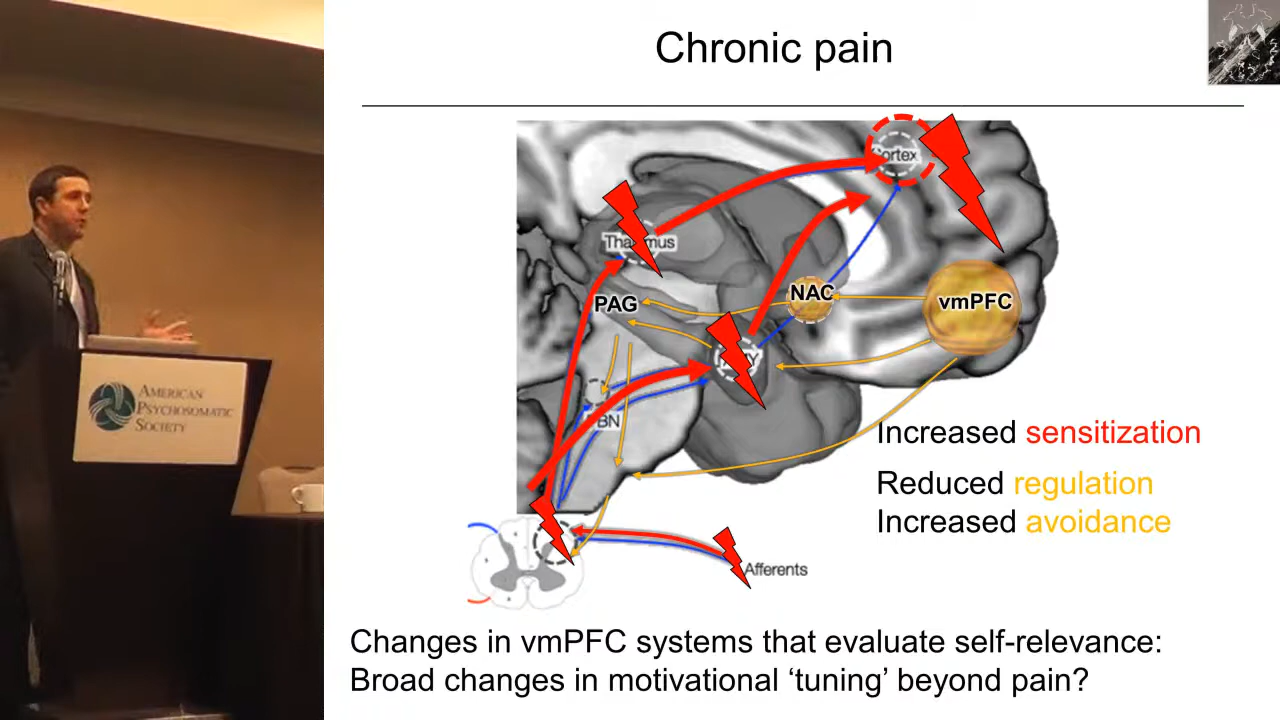 Chronic pain
Cortex
Thalamus
PAG
NAC
vmPFC
BN
Increased sensitization
Reduced regulation
Increased avoidance
Afferents
AMERICAN
PSYCHOSOMATIC
SOCIETY
Changes in vmPFC systems that evaluate self-relevance:
Broad changes in motivational ‘tuning’ beyond pain?